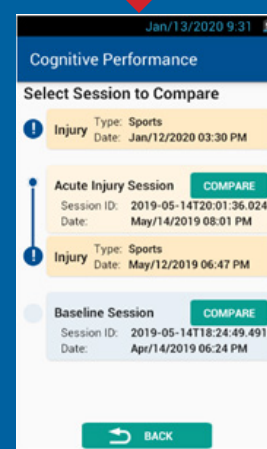 Jan/13/2020 9:31
Cognitive Performance
Select Session to Compare
Injury Type: Sports
Date: Jan/12/2020 03:30 PM
Acute Injury Session COMPARE
Session ID: 2019-05-14T20:01:36.024
Date: May/14/2019 08:01 PM
Injury Type: Sports
Date: May/12/2019 06:47 PM
Baseline Session COMPARE
Session ID: 2019-05-14T18:24:49.491
Date: Apr/14/2019 06:24 PM
BACK